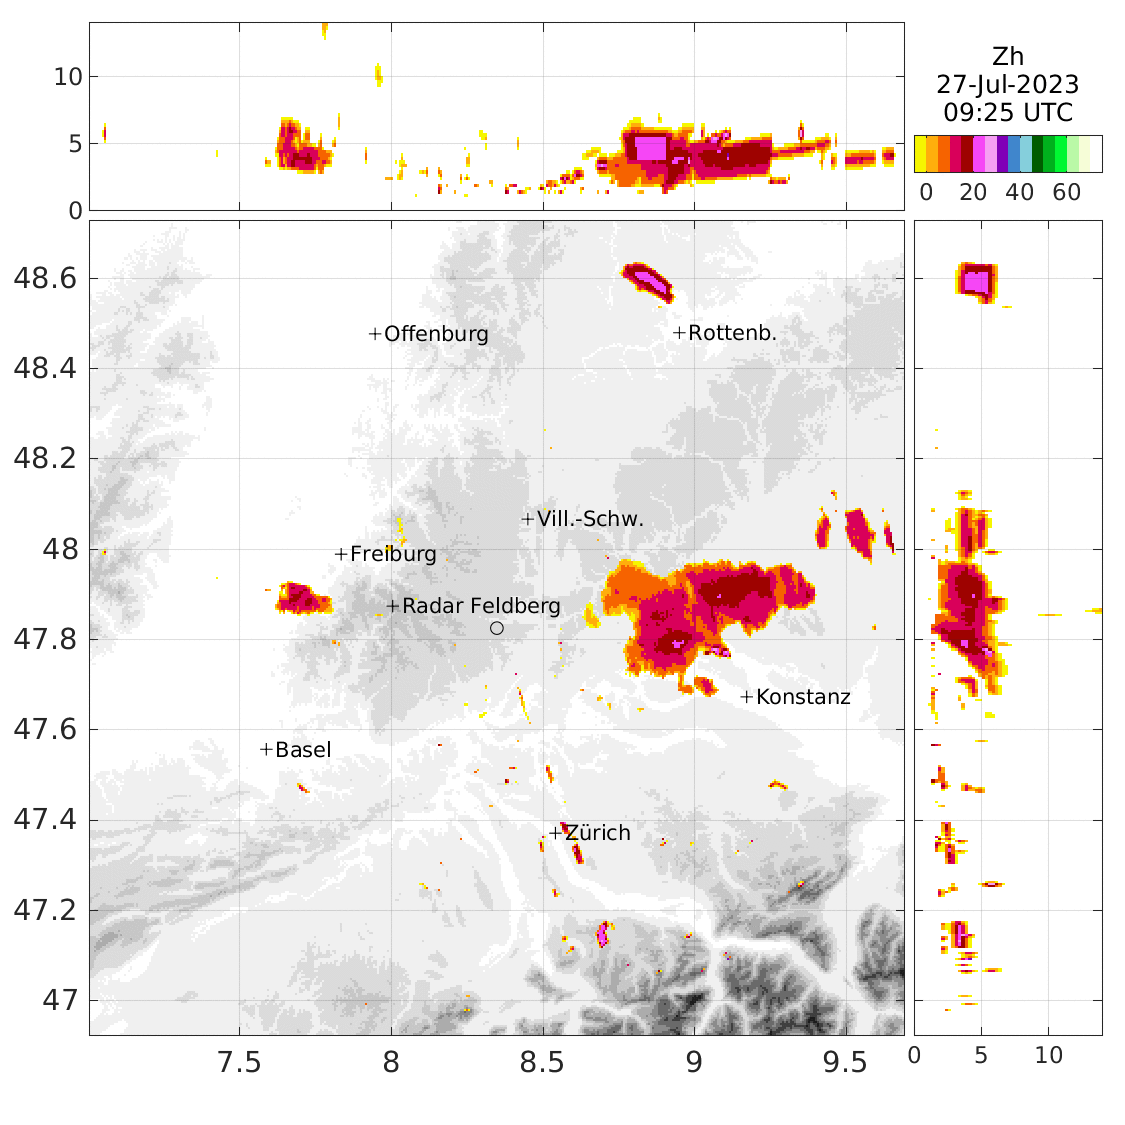 Zh
27-Jul-2023
09:25 UTC
10
5
0
0 20 40 60
48.6
48.4
48.2
48
47.8
47.6
47.4
47.2
47
+Offenburg
+Rottenb.
+Vill.-Schw.
+Freiburg
+Radar Feldberg
+Konstanz
+Basel
+Zürich
7.5 8 8.5 9 9.5
0 5 10